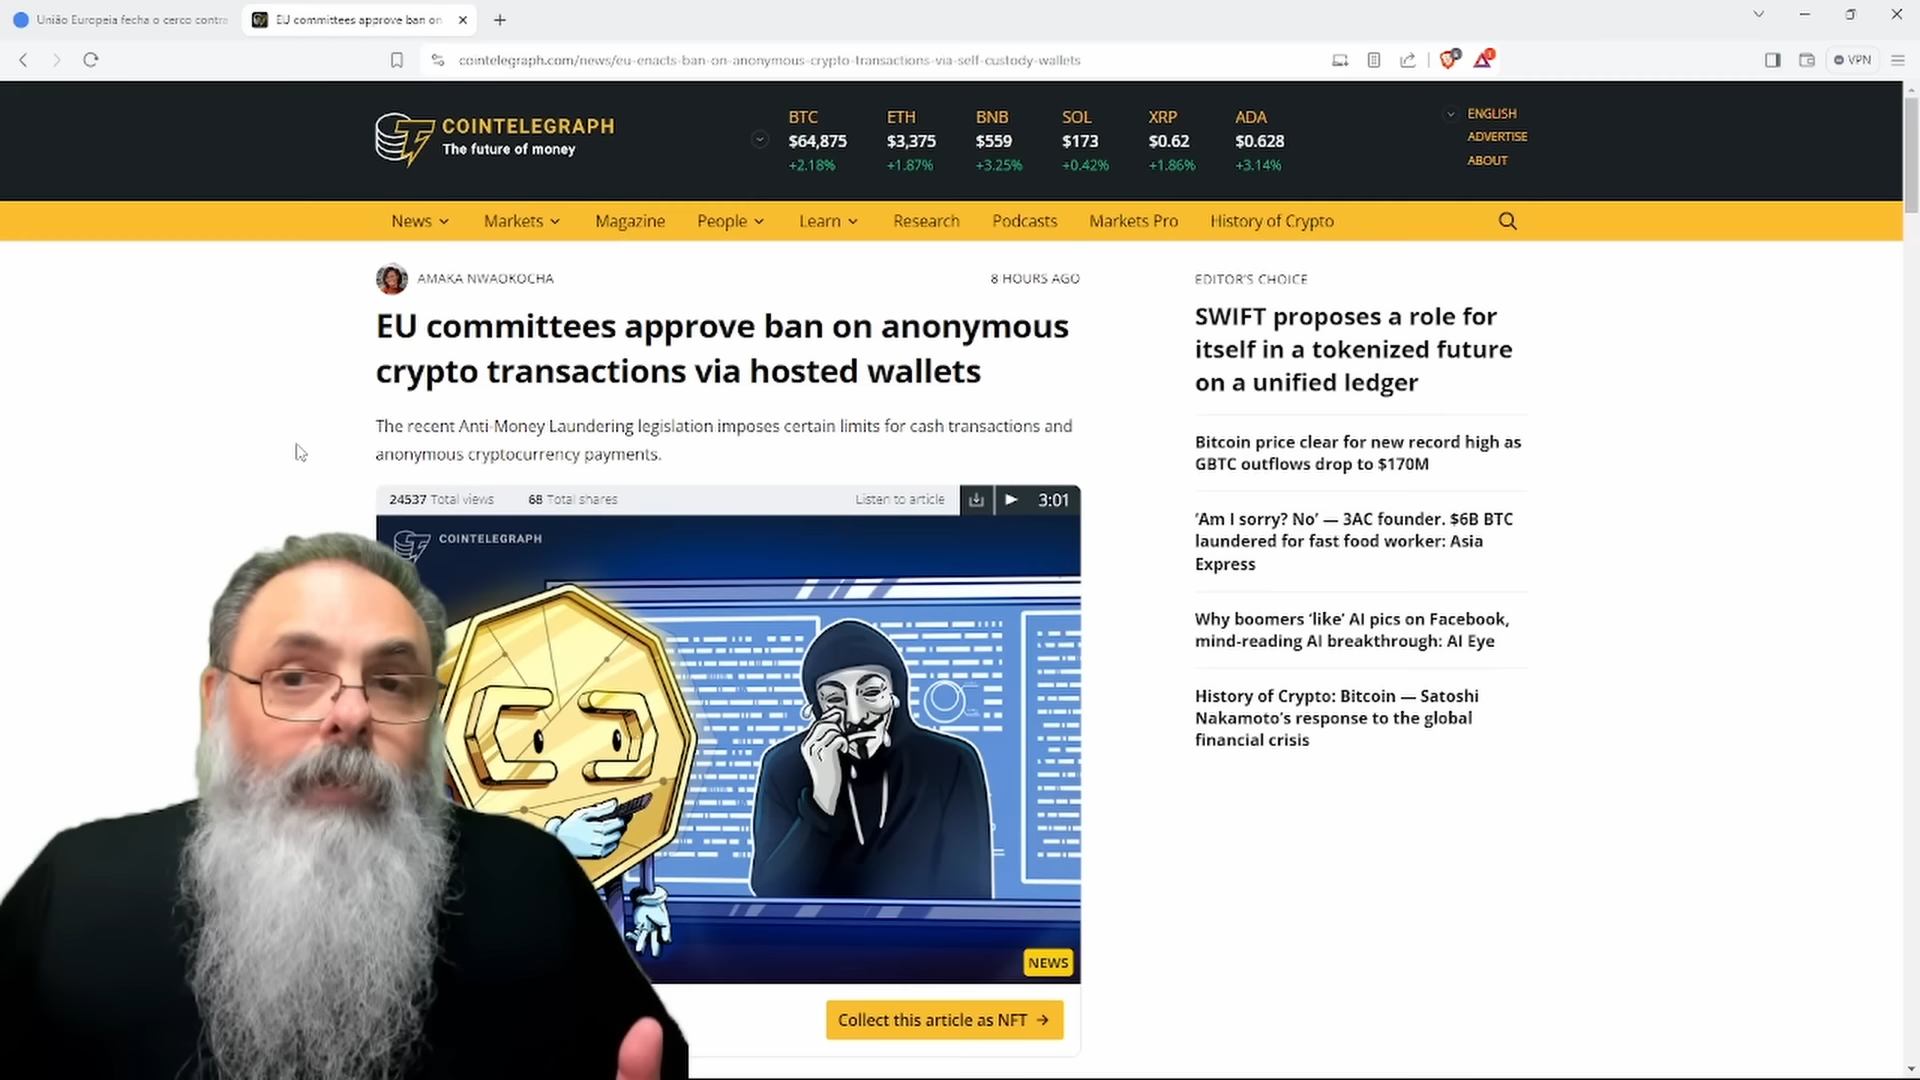 União Europeia fecha o cerco contra
EU committees approve ban on
cointelegraph.com/news/eu-enacts-ban-on-anonymous-crypto-transactions-via-self-custody-wallets
VPN
COINTELEGRAPH
The future of money
BTC ETH BNB SOL XRP ADA
$64,875 $3,375 $559 $173 $0.62 $0.628
+2.18% +1.87% +3.25% +0.42% +1.86% +3.14%
ENGLISH
ADVERTISE
ABOUT
News Markets Magazine People Learn Research Podcasts Markets Pro History of Crypto
AMAKA NWAOKOCHA 8 HOURS AGO
EU committees approve ban on anonymous
crypto transactions via hosted wallets
The recent Anti-Money Laundering legislation imposes certain limits for cash transactions and
anonymous cryptocurrency payments.
24537 Total views 68 Total shares Listen to article 3:01
COINTELEGRAPH
NEWS
Collect this article as NFT →
EDITOR'S CHOICE
SWIFT proposes a role for
itself in a tokenized future
on a unified ledger
Bitcoin price clear for new record high as
GBTC outflows drop to $170M
‘Am I sorry? No’ — 3AC founder. $6B BTC
laundered for fast food worker: Asia
Express
Why boomers ‘like’ AI pics on Facebook,
mind-reading AI breakthrough: AI Eye
History of Crypto: Bitcoin — Satoshi
Nakamoto’s response to the global
financial crisis